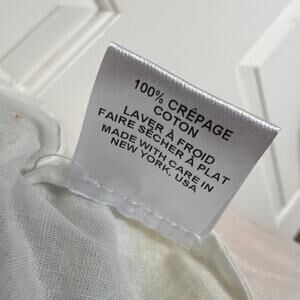 100% CRÊPAGE
COTON
LAVER À FROID
FAIRE SÉCHER À PLAT
MADE WITH CARE IN
NEW YORK, USA